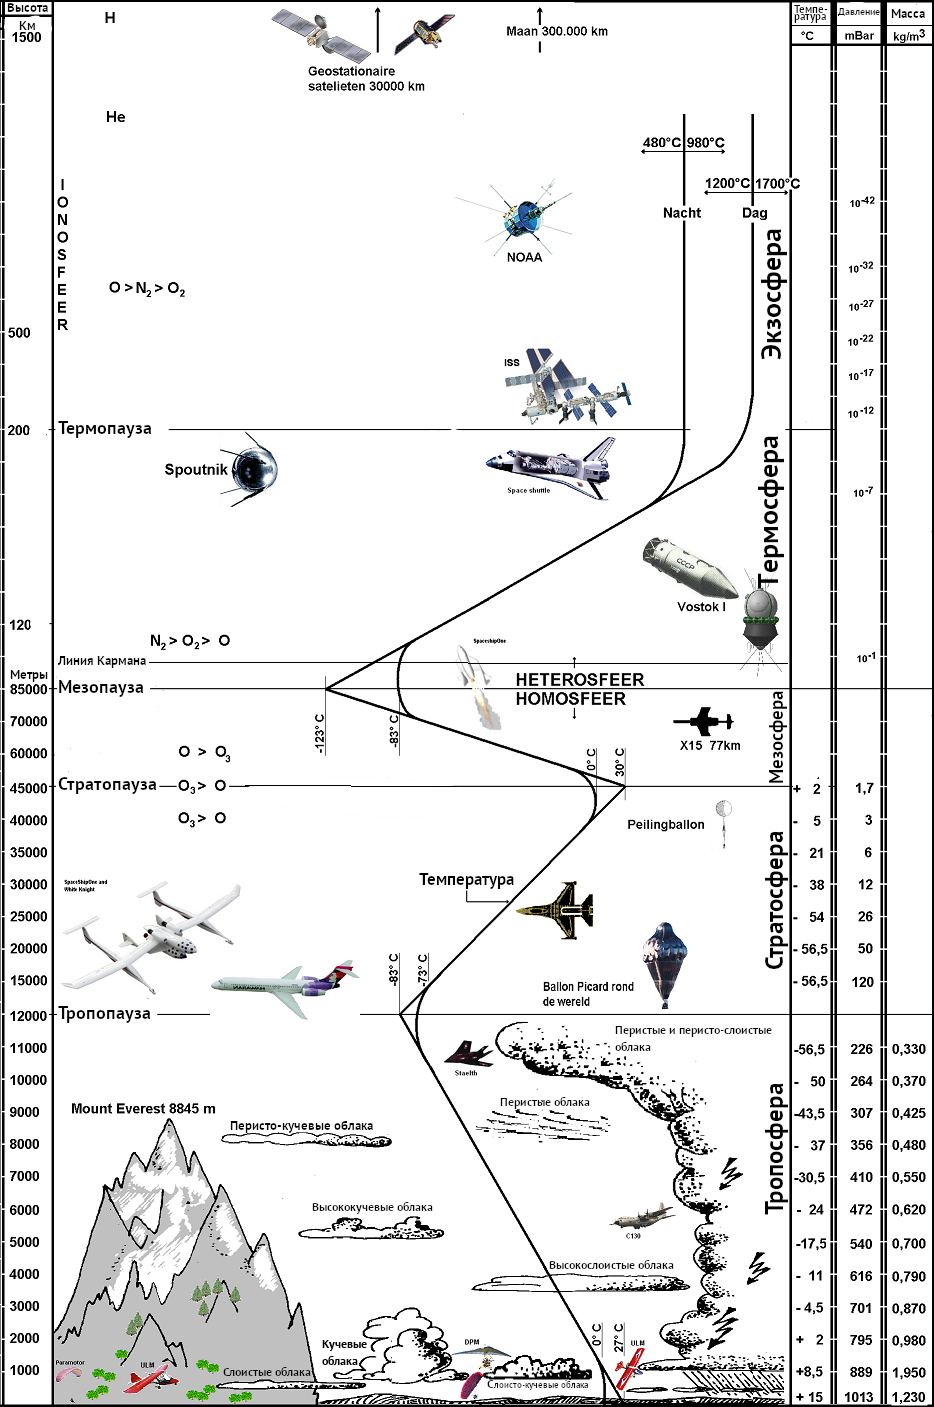 Высота
Км
1500
500
200
120
Метры
85000
70000
60000
45000
40000
35000
30000
25000
20000
15000
12000
11000
10000
9000
8000
7000
6000
5000
4000
3000
2000
1000
H
He
IONOSFEER
O > N2 > O2
Geostationaire
satelieten 30000 km
Maan 300.000 km
480°C 980°C
1200°C 1700°C
Nacht
Dag
NOAA
ISS
Экзосфера
Термопауза
Spoutnik
Space shuttle
Термосфера
CCCP
Vostok I
N2 > O2 > O
SpaceshipOne
Линия Кармана
HETEROSFEER
HOMOSFEER
Мезопауза
-123° C
-83° C
X15 77km
Мезосфера
O > O3
0° C
30° C
Стратопауза
O3 > O
O3 > O
Peilingballon
Стратосфера
Температура
SpaceShipOne and
White Knight
-83° C
-73° C
Ballon Picard rond
de wereld
Тропопауза
Перистые и перисто-слоистые
облака
Staelth
Перистые облака
Mount Everest 8845 m
Перисто-кучевые облака
Тропосфера
Высококучевые облака
C130
Высокослоистые облака
0° C
27° C
Кучевые
облака
DPM
ULM
Paramotor
ULM
Слоистые облака
Слоисто-кучевые облака
Темпе-
ратура
°C
+ 2
- 5
- 21
- 38
- 54
-56,5
-56,5
-56,5
- 50
-43,5
- 37
-30,5
- 24
-17,5
- 11
- 4,5
+ 2
+8,5
+ 15
Давление
mBar
10-42
10-32
10-27
10-22
10-17
10-12
10-7
10-1
1,7
3
6
12
26
50
120
226
264
307
356
410
472
540
616
701
795
889
1013
Масса
kg/m3
0,330
0,370
0,425
0,480
0,550
0,620
0,700
0,790
0,870
0,980
1,950
1,230